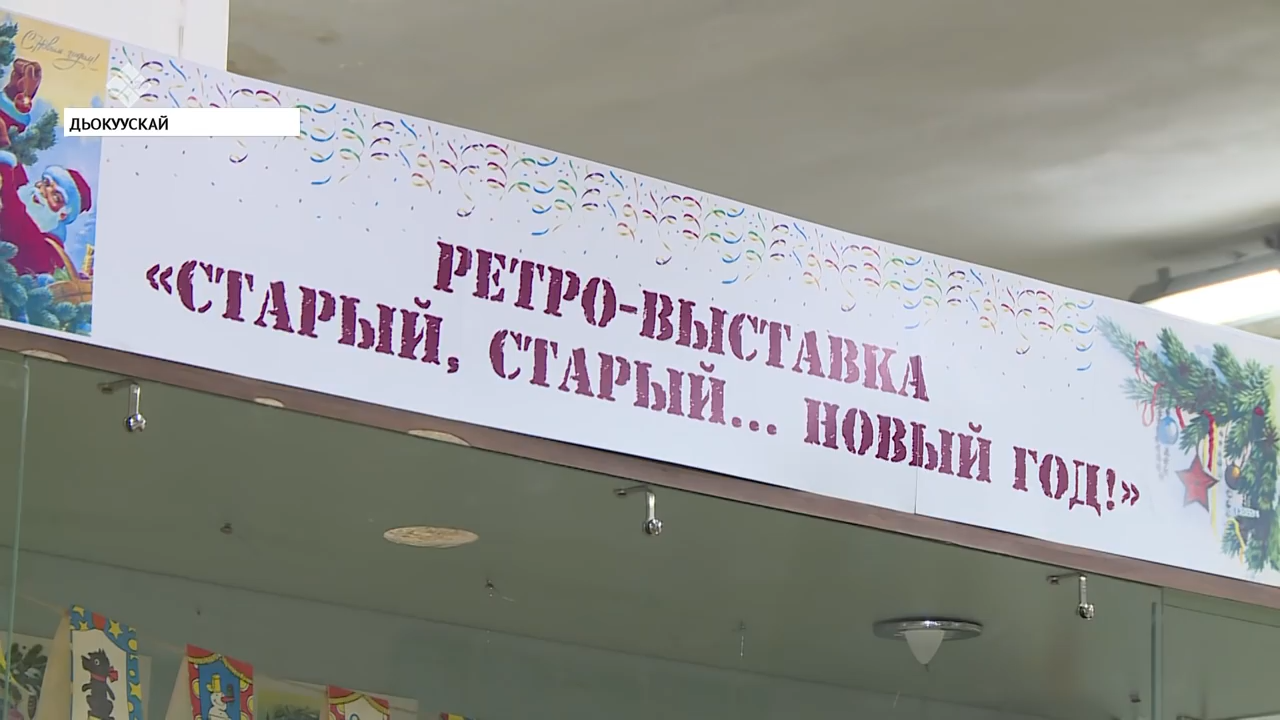 С Новым годом!
ДЬОКУУСКАЙ
РЕТРО-ВЫСТАВКА
«СТАРЫЙ, СТАРЫЙ... НОВЫЙ ГОД!»